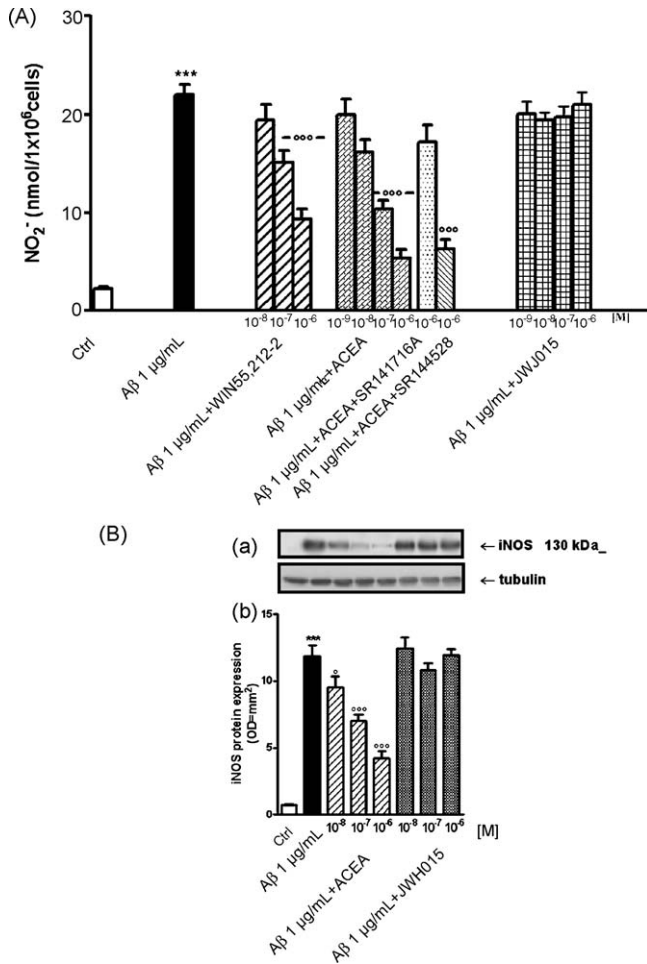 (A)
NO₂⁻ (nmol/1x10⁶cells)
30
20
10
0
***
°°°
°°°
°°°
10⁻⁸ 10⁻⁷ 10⁻⁶ 10⁻⁹ 10⁻⁸ 10⁻⁷ 10⁻⁶ 10⁻⁶ 10⁻⁶ 10⁻⁹ 10⁻⁸ 10⁻⁷ 10⁻⁶ [M]
Ctrl
Aβ 1 µg/mL
Aβ 1 µg/mL+WIN55,212-2
Aβ 1 µg/mL+ACEA
Aβ 1 µg/mL+ACEA+SR141716A
Aβ 1 µg/mL+ACEA+SR144528
Aβ 1 µg/mL+JWJ015
(B)
(a)
← iNOS 130 kDa_
← tubulin
(b)
iNOS protein expression
(OD=mm²)
15
10
5
0
***
°
°°°
°°°
10⁻⁸ 10⁻⁷ 10⁻⁶ 10⁻⁸ 10⁻⁷ 10⁻⁶ [M]
Ctrl
Aβ 1 µg/mL
Aβ 1 µg/mL+ACEA
Aβ 1 µg/mL+JWH015